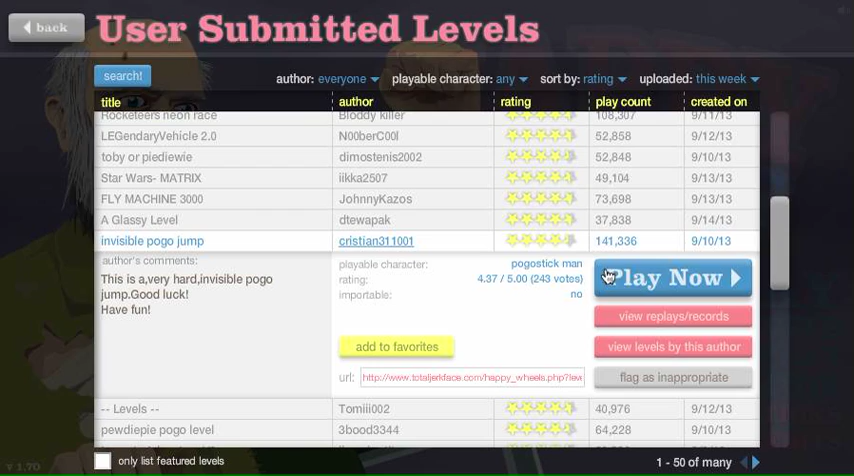 back
User Submitted Levels
search!
author: everyone playable character: any sort by: rating uploaded: this week
title author rating play count created on
Rocketeers neon race Bloddy killer 108,307 9/11/13
LEGendaryVehicle 2.0 N00berC00l 52,858 9/12/13
toby or piediewie dimostenis2002 52,848 9/10/13
Star Wars- MATRIX iikka2507 49,104 9/13/13
FLY MACHINE 3000 JohnnyKazos 73,698 9/13/13
A Glassy Level dtewapak 37,838 9/14/13
invisible pogo jump cristian311001 141,336 9/10/13
author's comments:
This is a,very hard,invisible pogo
jump.Good luck!
Have fun!
playable character: pogostick man
rating: 4.37 / 5.00 (243 votes)
importable: no
Play Now
view replays/records
add to favorites
view levels by this author
url: http://www.totaljerkface.com/happy_wheels.php?leve
flag as inappropriate
-- Levels -- Tomiii002 40,976 9/12/13
pewdiepie pogo level 3bood3344 64,228 9/10/13
only list featured levels
1 - 50 of many
v 1.70